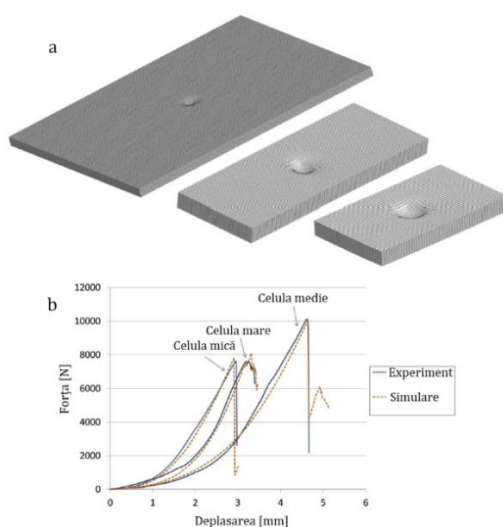 a
b
12000
10000
8000
6000
4000
2000
0
Forța [N]
Celula medie
Celula mare
Celula mică
Experiment
Simulare
0 1 2 3 4 5 6
Deplasarea [mm]